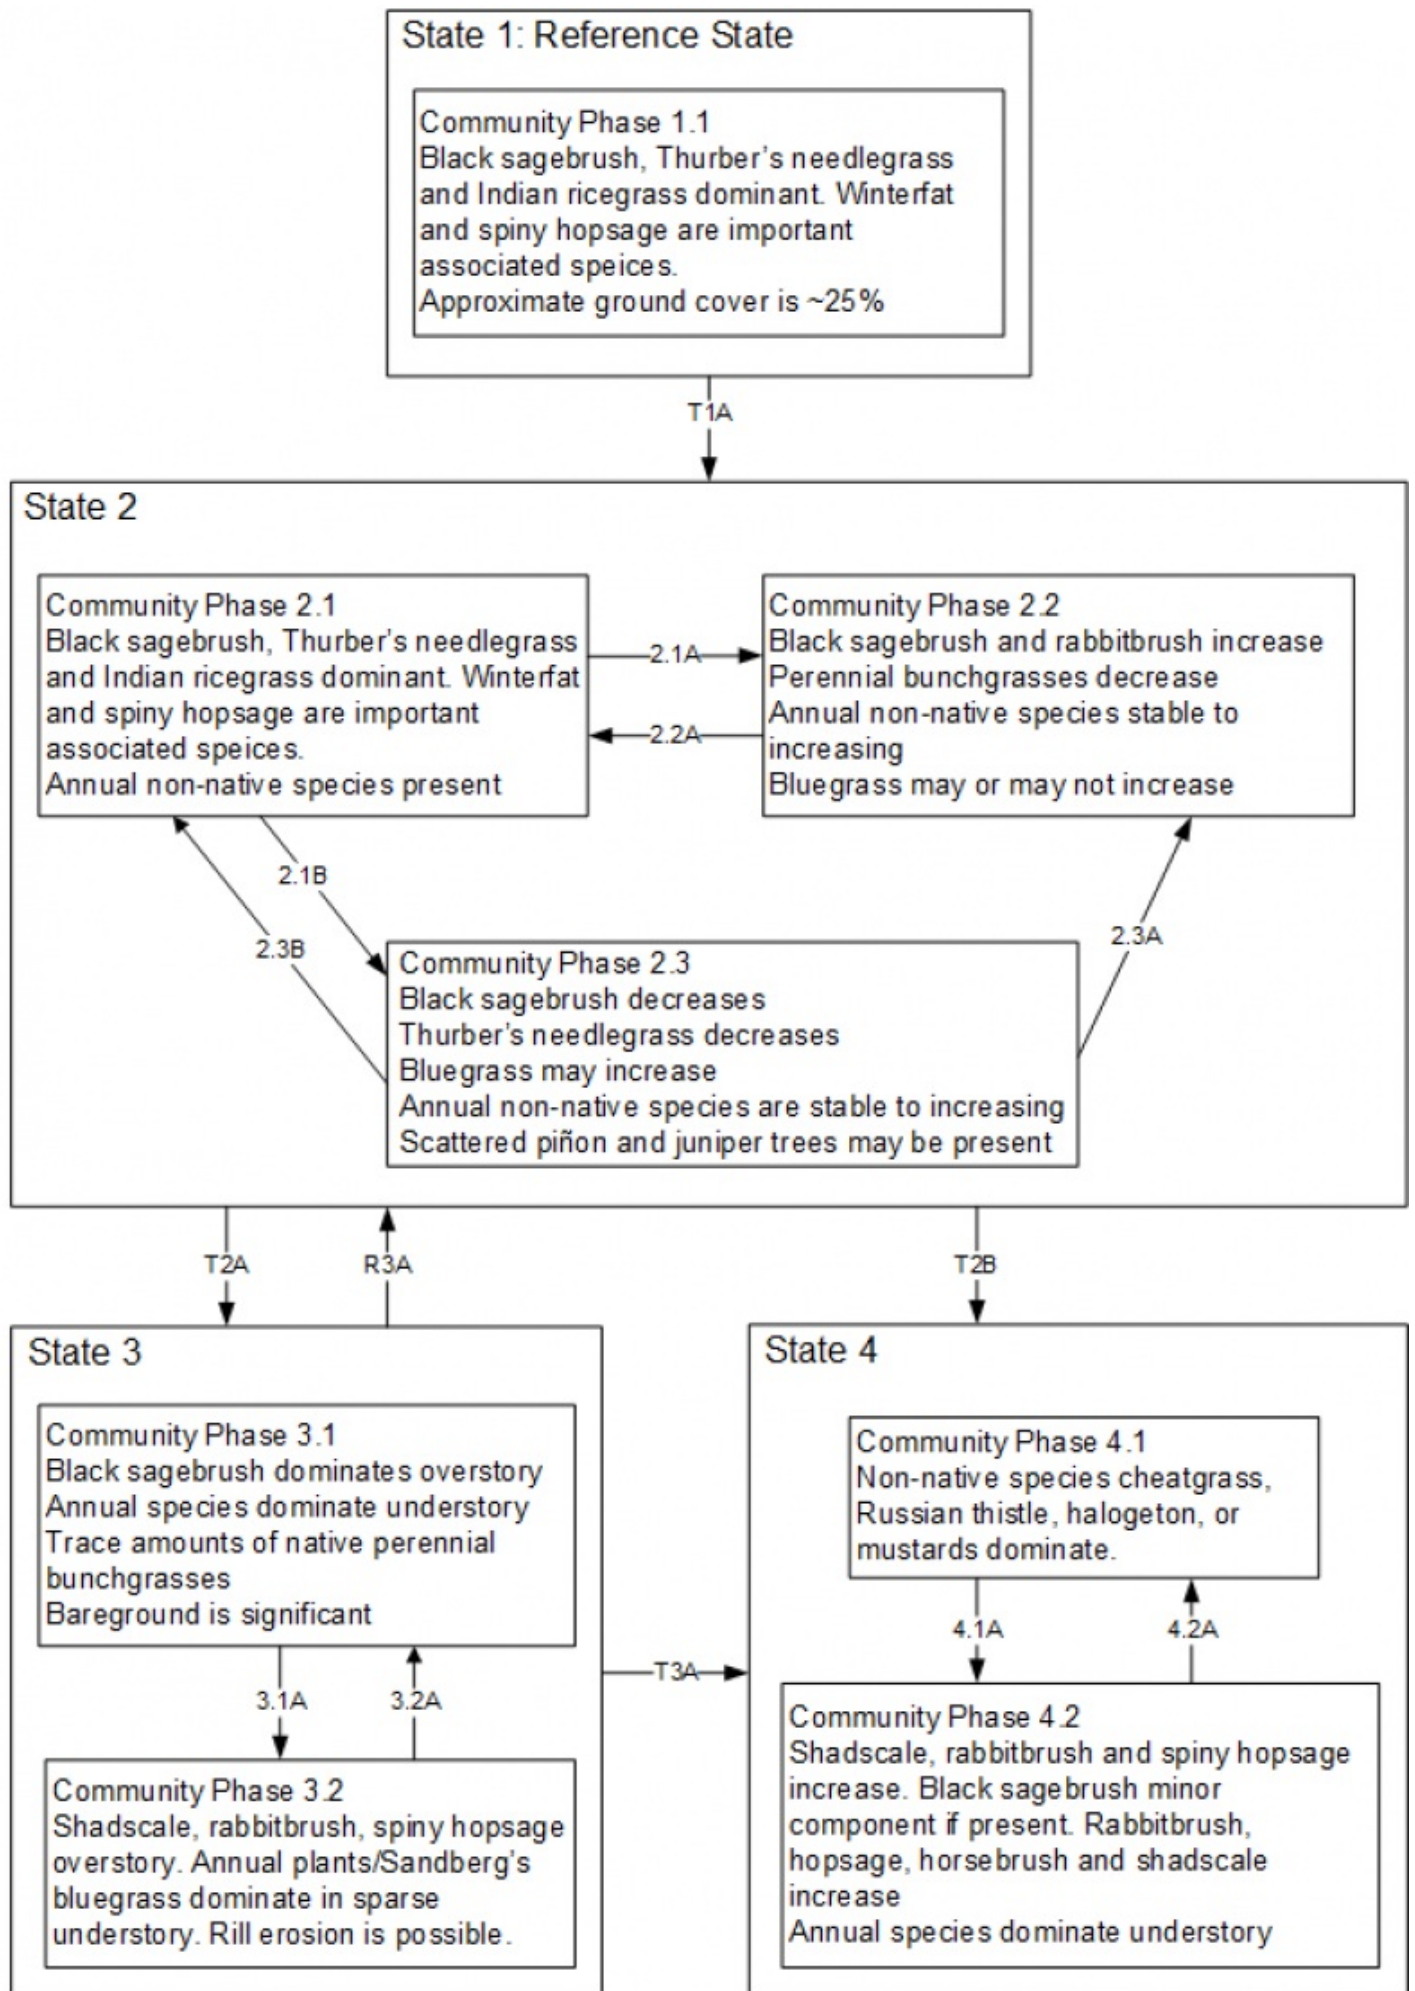 State 1: Reference State
Community Phase 1.1
Black sagebrush, Thurber's needlegrass
and Indian ricegrass dominant. Winterfat
and spiny hopsage are important
associated speices.
Approximate ground cover is ~25%
T1A
State 2
Community Phase 2.1
Black sagebrush, Thurber's needlegrass
and Indian ricegrass dominant. Winterfat
and spiny hopsage are important
associated speices.
Annual non-native species present
2.1A
2.2A
Community Phase 2.2
Black sagebrush and rabbitbrush increase
Perennial bunchgrasses decrease
Annual non-native species stable to
increasing
Bluegrass may or may not increase
2.1B
2.3B
2.3A
Community Phase 2.3
Black sagebrush decreases
Thurber's needlegrass decreases
Bluegrass may increase
Annual non-native species are stable to increasing
Scattered piñon and juniper trees may be present
T2A
R3A
T2B
State 3
Community Phase 3.1
Black sagebrush dominates overstory
Annual species dominate understory
Trace amounts of native perennial
bunchgrasses
Bareground is significant
3.1A
3.2A
Community Phase 3.2
Shadscale, rabbitbrush, spiny hopsage
overstory. Annual plants/Sandberg's
bluegrass dominate in sparse
understory. Rill erosion is possible.
T3A
State 4
Community Phase 4.1
Non-native species cheatgrass,
Russian thistle, halogeton, or
mustards dominate.
4.1A
4.2A
Community Phase 4.2
Shadscale, rabbitbrush and spiny hopsage
increase. Black sagebrush minor
component if present. Rabbitbrush,
hopsage, horsebrush and shadscale
increase
Annual species dominate understory